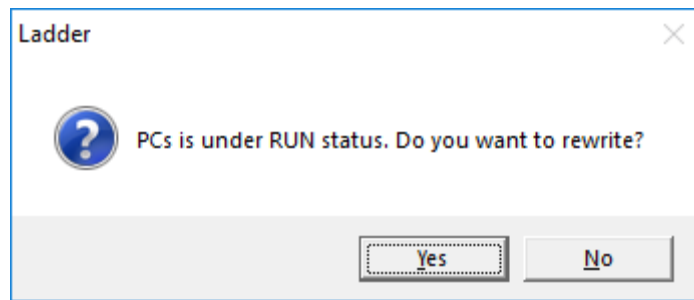 Ladder
PCs is under RUN status. Do you want to rewrite?
Yes
No